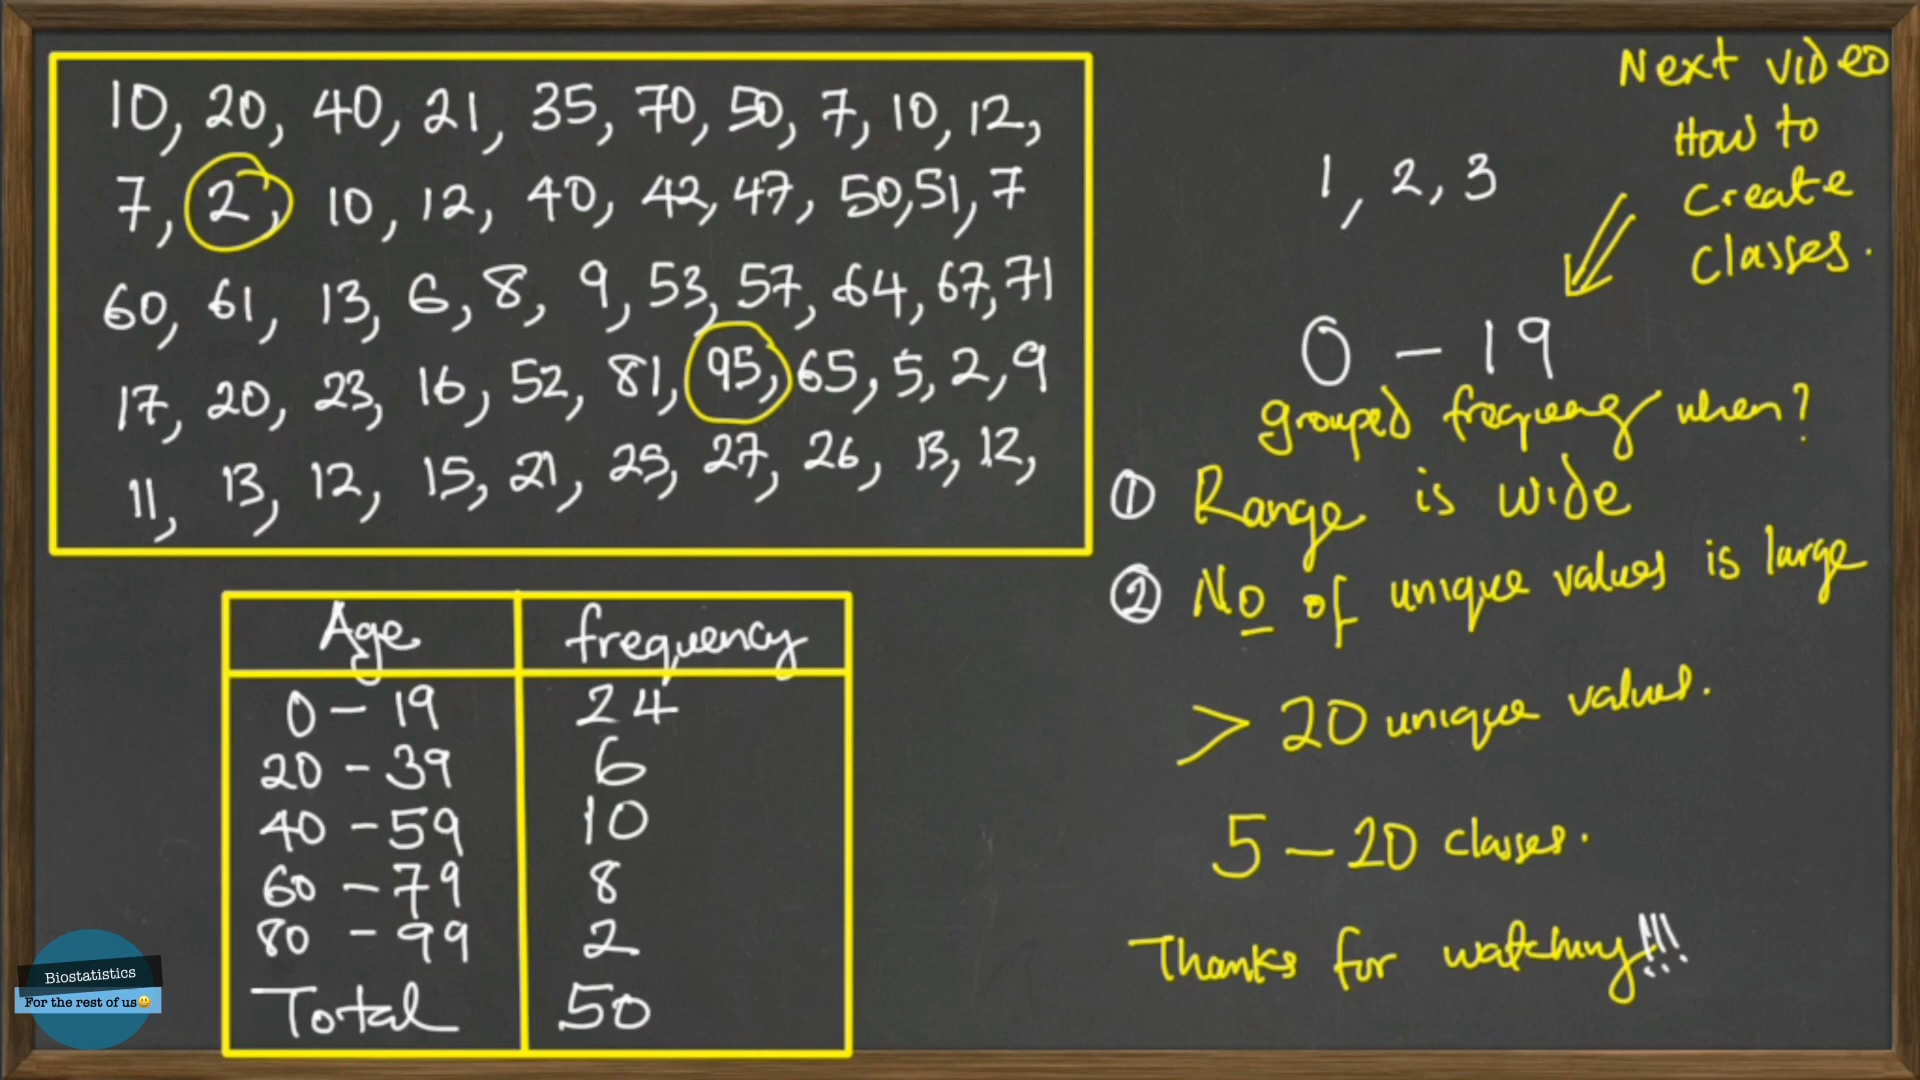 10, 20, 40, 21, 35, 70, 50, 7, 10, 12,
7, 2, 10, 12, 40, 42, 47, 50, 51, 7
60, 61, 13, 6, 8, 9, 53, 57, 64, 67, 71
17, 20, 23, 16, 52, 81, 95, 65, 5, 2, 9
11, 13, 12, 15, 21, 25, 27, 26, 13, 12,
Age frequency
0 - 19 24
20 - 39 6
40 - 59 10
60 - 79 8
80 - 99 2
Total 50
Next video
How to
Create
Classes.
1, 2, 3
0 - 19
grouped frequency when?
① Range is wide
② No of unique values is large
> 20 unique values.
5 - 20 classes.
Thanks for watching!!!
Biostatistics
For the rest of us😃